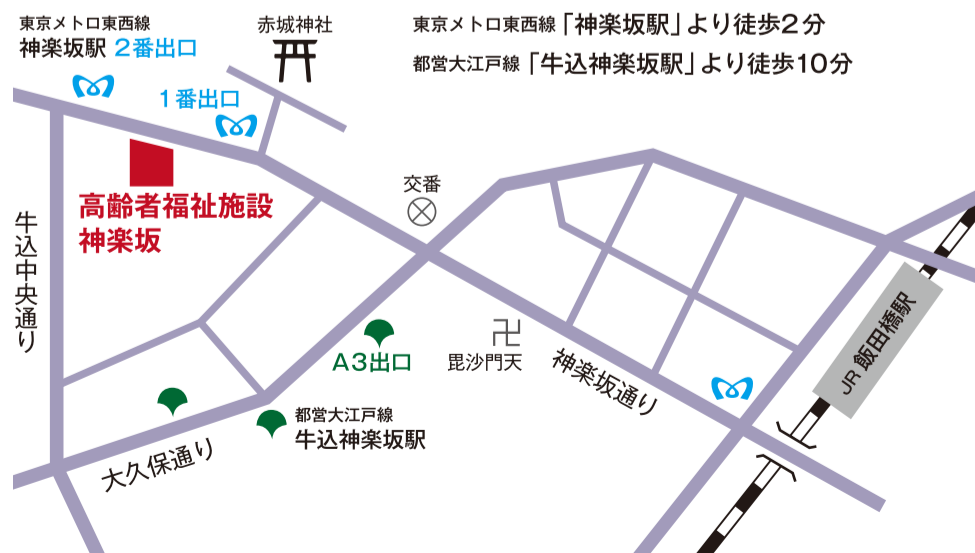 東京メトロ東西線
神楽坂駅 2番出口
1番出口
赤城神社
東京メトロ東西線「神楽坂駅」より徒歩2分
都営大江戸線「牛込神楽坂駅」より徒歩10分
高齢者福祉施設
神楽坂
牛込中央通り
交番
A3出口
卍
毘沙門天
神楽坂通り
JR 飯田橋駅
都営大江戸線
牛込神楽坂駅
大久保通り